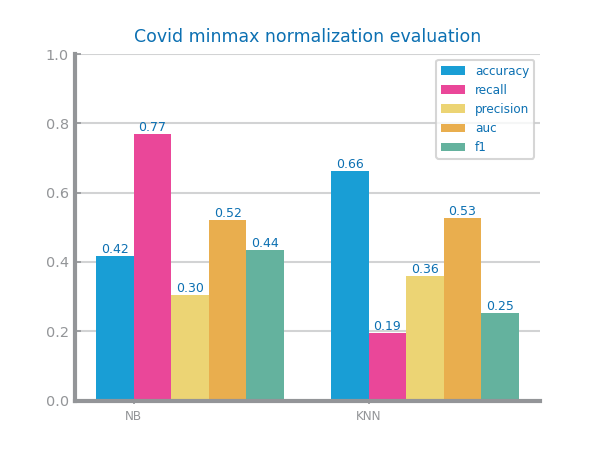 Covid minmax normalization evaluation
1.0
0.8
0.6
0.4
0.2
0.0
accuracy
recall
precision
auc
f1
0.42
0.77
0.30
0.52
0.44
0.66
0.19
0.36
0.53
0.25
NB
KNN